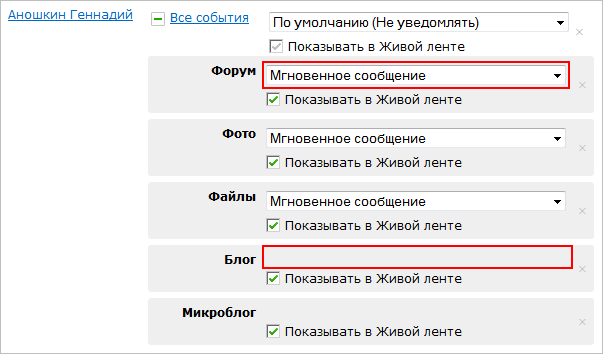 Аношкин Геннадий Все события По умолчанию (Не уведомлять)
Показывать в Живой ленте
Форум Мгновенное сообщение
Показывать в Живой ленте
Фото Мгновенное сообщение
Показывать в Живой ленте
Файлы Мгновенное сообщение
Показывать в Живой ленте
Блог
Показывать в Живой ленте
Микроблог
Показывать в Живой ленте